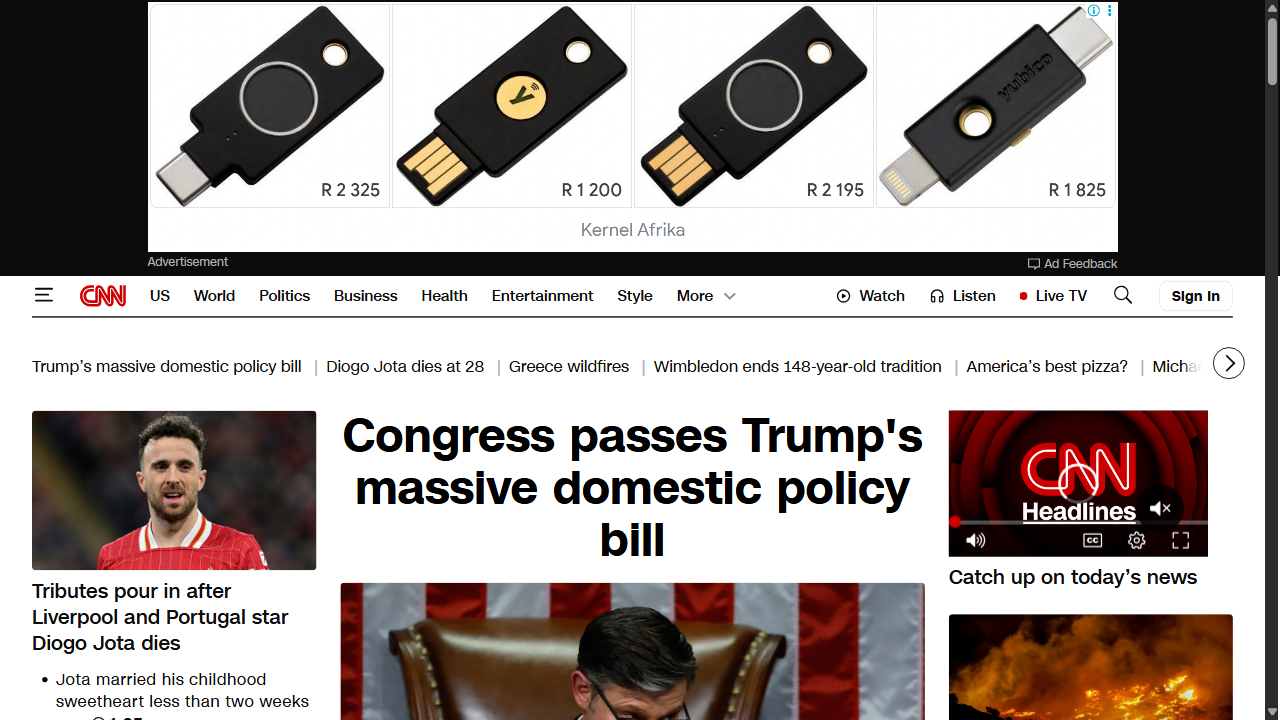 yubico
R 2 325
R 1 200
R 2 195
R 1 825
Kernel Afrika
Advertisement
Ad Feedback
CNN
US
World
Politics
Business
Health
Entertainment
Style
More
Watch
Listen
Live TV
Sign in
Trump's massive domestic policy bill
Diogo Jota dies at 28
Greece wildfires
Wimbledon ends 148-year-old tradition
America's best pizza?
Tributes pour in after
Liverpool and Portugal star
Diogo Jota dies
• Jota married his childhood
sweetheart less than two weeks
Congress passes Trump's
massive domestic policy
bill
CNN
Headlines
CC
Catch up on today's news